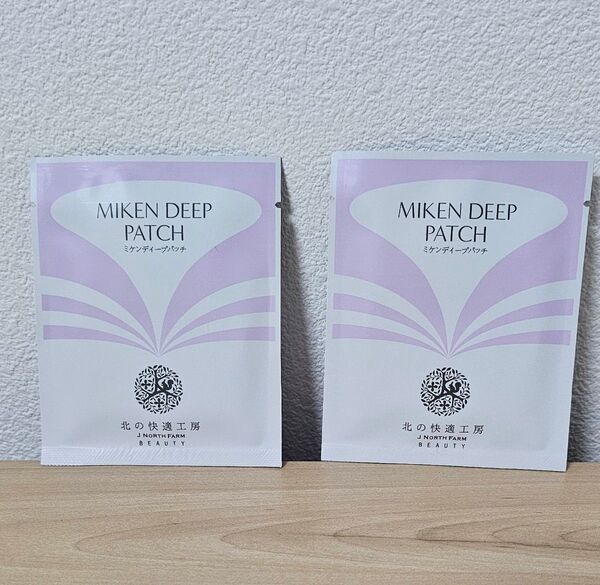 MIKEN DEEP
PATCH
ミケンディープパッチ
北の快適工房
J NORTH FARM
BEAUTY
MIKEN DEEP
PATCH
ミケンディープパッチ
北の快適工房
J NORTH FARM
BEAUTY